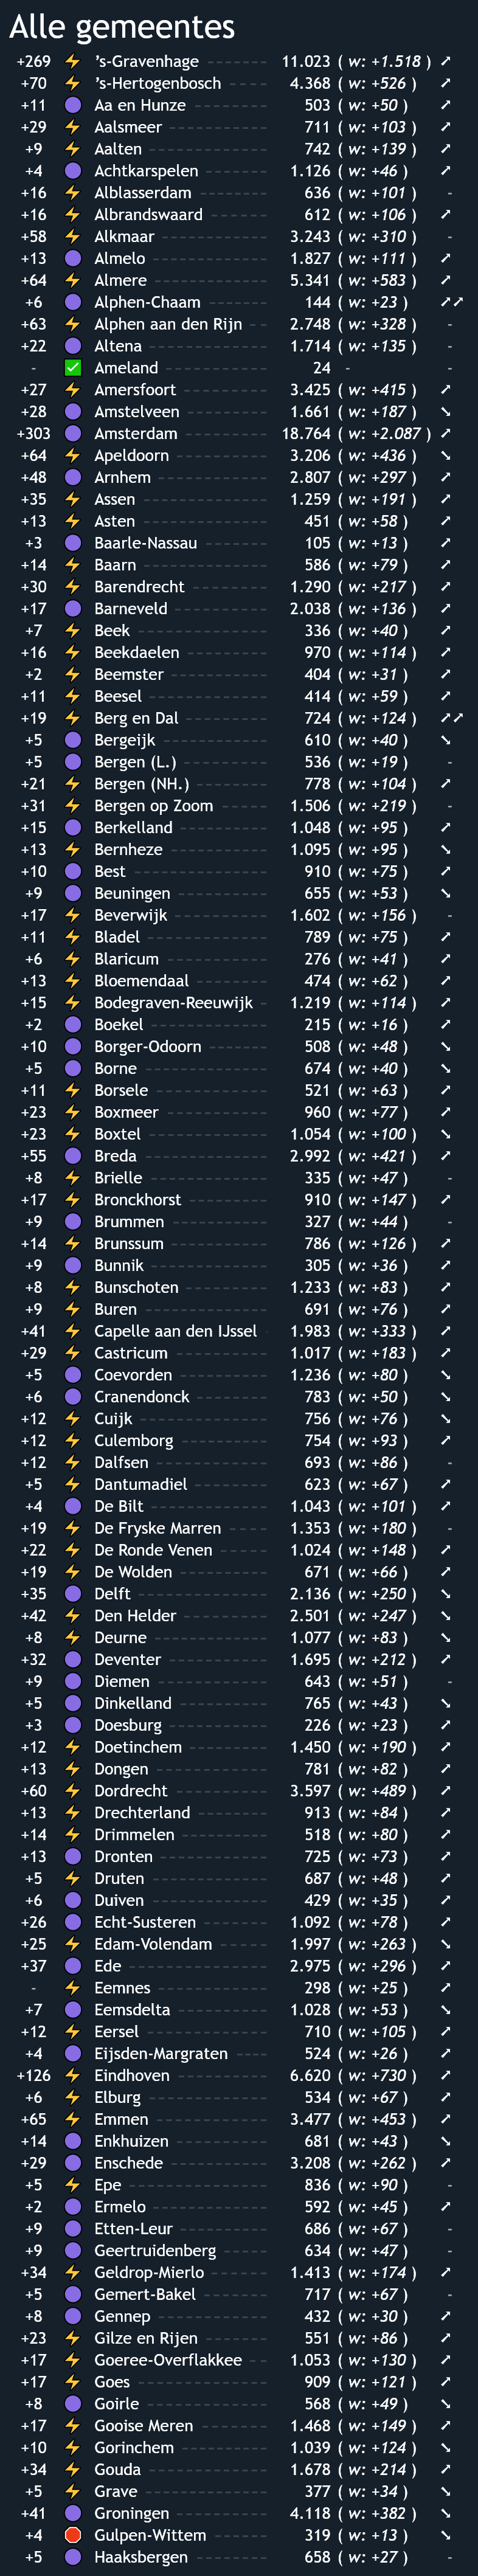 Alle gemeentes
+269 ⚡ 's-Gravenhage 11.023 ( w: +1.518 ) ➚
+70 ⚡ 's-Hertogenbosch 4.368 ( w: +526 ) ➚
+11 🟣 Aa en Hunze 503 ( w: +50 ) ➚
+29 ⚡ Aalsmeer 711 ( w: +103 ) ➚
+9 ⚡ Aalten 742 ( w: +139 ) ➚
+4 🟣 Achtkarspelen 1.126 ( w: +46 ) ➚
+16 ⚡ Alblasserdam 636 ( w: +101 ) -
+16 ⚡ Albrandswaard 612 ( w: +106 ) ➚
+58 ⚡ Alkmaar 3.243 ( w: +310 ) -
+13 🟣 Almelo 1.827 ( w: +111 ) ➚
+64 ⚡ Almere 5.341 ( w: +583 ) ➚
+6 🟣 Alphen-Chaam 144 ( w: +23 ) ➚➚
+63 ⚡ Alphen aan den Rijn 2.748 ( w: +328 ) -
+22 🟣 Altena 1.714 ( w: +135 ) -
- ✅ Ameland 24 - -
+27 ⚡ Amersfoort 3.425 ( w: +415 ) ➚
+28 🟣 Amstelveen 1.661 ( w: +187 ) ➘
+303 🟣 Amsterdam 18.764 ( w: +2.087 ) ➚
+64 ⚡ Apeldoorn 3.206 ( w: +436 ) ➘
+48 🟣 Arnhem 2.807 ( w: +297 ) ➚
+35 ⚡ Assen 1.259 ( w: +191 ) ➚
+13 ⚡ Asten 451 ( w: +58 ) ➚
+3 🟣 Baarle-Nassau 105 ( w: +13 ) ➚
+14 ⚡ Baarn 586 ( w: +79 ) ➚
+30 ⚡ Barendrecht 1.290 ( w: +217 ) ➚
+17 🟣 Barneveld 2.038 ( w: +136 ) ➚
+7 ⚡ Beek 336 ( w: +40 ) ➚
+16 ⚡ Beekdaelen 970 ( w: +114 ) ➚
+2 ⚡ Beemster 404 ( w: +31 ) ➚
+11 ⚡ Beesel 414 ( w: +59 ) ➚
+19 ⚡ Berg en Dal 724 ( w: +124 ) ➚➚
+5 🟣 Bergeijk 610 ( w: +40 ) ➘
+5 🟣 Bergen (L.) 536 ( w: +19 ) -
+21 ⚡ Bergen (NH.) 778 ( w: +104 ) ➚
+31 ⚡ Bergen op Zoom 1.506 ( w: +219 ) -
+15 🟣 Berkelland 1.048 ( w: +95 ) ➚
+13 ⚡ Bernheze 1.095 ( w: +95 ) ➘
+10 🟣 Best 910 ( w: +75 ) ➚
+9 🟣 Beuningen 655 ( w: +53 ) ➘
+17 ⚡ Beverwijk 1.602 ( w: +156 ) -
+11 ⚡ Bladel 789 ( w: +75 ) ➚
+6 ⚡ Blaricum 276 ( w: +41 ) ➚
+13 ⚡ Bloemendaal 474 ( w: +62 ) ➚
+15 ⚡ Bodegraven-Reeuwijk 1.219 ( w: +114 ) ➚
+2 🟣 Boekel 215 ( w: +16 ) ➚
+10 🟣 Borger-Odoorn 508 ( w: +48 ) ➘
+5 🟣 Borne 674 ( w: +40 ) ➘
+11 ⚡ Borsele 521 ( w: +63 ) ➚
+23 ⚡ Boxmeer 960 ( w: +77 ) ➚
+23 ⚡ Boxtel 1.054 ( w: +100 ) ➘
+55 🟣 Breda 2.992 ( w: +421 ) ➚
+8 ⚡ Brielle 335 ( w: +47 ) -
+17 ⚡ Bronckhorst 910 ( w: +147 ) ➚
+9 🟣 Brummen 327 ( w: +44 ) -
+14 ⚡ Brunssum 786 ( w: +126 ) ➚
+9 🟣 Bunnik 305 ( w: +36 ) ➚
+8 ⚡ Bunschoten 1.233 ( w: +83 ) ➚
+9 ⚡ Buren 691 ( w: +76 ) ➚
+41 ⚡ Capelle aan den IJssel 1.983 ( w: +333 ) ➚
+29 ⚡ Castricum 1.017 ( w: +183 ) ➚
+5 🟣 Coevorden 1.236 ( w: +80 ) ➘
+6 🟣 Cranendonck 783 ( w: +50 ) ➘
+12 ⚡ Cuijk 756 ( w: +76 ) ➘
+12 ⚡ Culemborg 754 ( w: +93 ) ➚
+12 ⚡ Dalfsen 693 ( w: +86 ) -
+5 ⚡ Dantumadiel 623 ( w: +67 ) ➚
+4 🟣 De Bilt 1.043 ( w: +101 ) ➚
+19 ⚡ De Fryske Marren 1.353 ( w: +180 ) -
+22 ⚡ De Ronde Venen 1.024 ( w: +148 ) ➚
+19 ⚡ De Wolden 671 ( w: +66 ) ➚
+35 🟣 Delft 2.136 ( w: +250 ) ➘
+42 ⚡ Den Helder 2.501 ( w: +247 ) ➘
+8 ⚡ Deurne 1.077 ( w: +83 ) ➘
+32 🟣 Deventer 1.695 ( w: +212 ) ➚
+9 🟣 Diemen 643 ( w: +51 ) -
+5 🟣 Dinkelland 765 ( w: +43 ) ➘
+3 🟣 Doesburg 226 ( w: +23 ) ➚
+12 ⚡ Doetinchem 1.450 ( w: +190 ) ➚
+13 ⚡ Dongen 781 ( w: +82 ) ➚
+60 ⚡ Dordrecht 3.597 ( w: +489 ) ➚
+13 ⚡ Drechterland 913 ( w: +84 ) ➚
+14 ⚡ Drimmelen 518 ( w: +80 ) ➚
+13 🟣 Dronten 725 ( w: +73 ) ➚
+5 ⚡ Druten 687 ( w: +48 ) ➚
+6 🟣 Duiven 429 ( w: +35 ) ➚
+26 🟣 Echt-Susteren 1.092 ( w: +78 ) ➚
+25 ⚡ Edam-Volendam 1.997 ( w: +263 ) ➘
+37 🟣 Ede 2.975 ( w: +296 ) ➚
- ⚡ Eemnes 298 ( w: +25 ) ➚
+7 🟣 Eemsdelta 1.028 ( w: +53 ) ➘
+12 ⚡ Eersel 710 ( w: +105 ) ➚
+4 🟣 Eijsden-Margraten 524 ( w: +26 ) ➚
+126 ⚡ Eindhoven 6.620 ( w: +730 ) ➚
+6 ⚡ Elburg 534 ( w: +67 ) ➚
+65 ⚡ Emmen 3.477 ( w: +453 ) ➚
+14 🟣 Enkhuizen 681 ( w: +43 ) ➘
+29 🟣 Enschede 3.208 ( w: +262 ) ➚
+5 ⚡ Epe 836 ( w: +90 ) -
+2 🟣 Ermelo 592 ( w: +45 ) ➚
+9 🟣 Etten-Leur 686 ( w: +67 ) -
+9 🟣 Geertruidenberg 634 ( w: +47 ) -
+34 ⚡ Geldrop-Mierlo 1.413 ( w: +174 ) ➚
+5 🟣 Gemert-Bakel 717 ( w: +67 ) -
+8 🟣 Gennep 432 ( w: +30 ) ➚
+23 ⚡ Gilze en Rijen 551 ( w: +86 ) ➚
+17 ⚡ Goeree-Overflakkee 1.053 ( w: +130 ) ➚
+17 ⚡ Goes 909 ( w: +121 ) ➚
+8 🟣 Goirle 568 ( w: +49 ) ➘
+17 ⚡ Gooise Meren 1.468 ( w: +149 ) ➚
+10 ⚡ Gorinchem 1.039 ( w: +124 ) ➘
+34 ⚡ Gouda 1.678 ( w: +214 ) ➚
+5 ⚡ Grave 377 ( w: +34 ) ➘
+41 🟣 Groningen 4.118 ( w: +382 ) ➘
+4 🛑 Gulpen-Wittem 319 ( w: +13 ) ➘
+5 🟣 Haaksbergen 658 ( w: +27 ) -